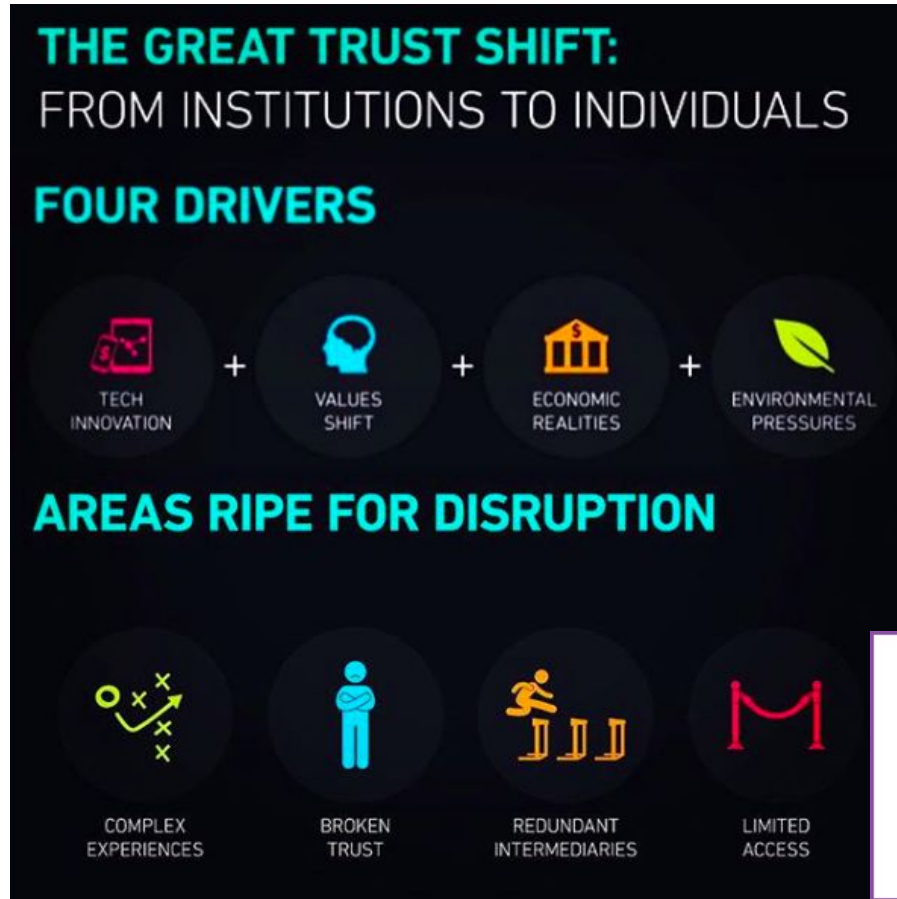 THE GREAT TRUST SHIFT:
FROM INSTITUTIONS TO INDIVIDUALS
FOUR DRIVERS
$
$
TECH
INNOVATION
+
VALUES
SHIFT
+
ECONOMIC
REALITIES
+
ENVIRONMENTAL
PRESSURES
AREAS RIPE FOR DISRUPTION
COMPLEX
EXPERIENCES
BROKEN
TRUST
REDUNDANT
INTERMEDIARIES
LIMITED
ACCESS